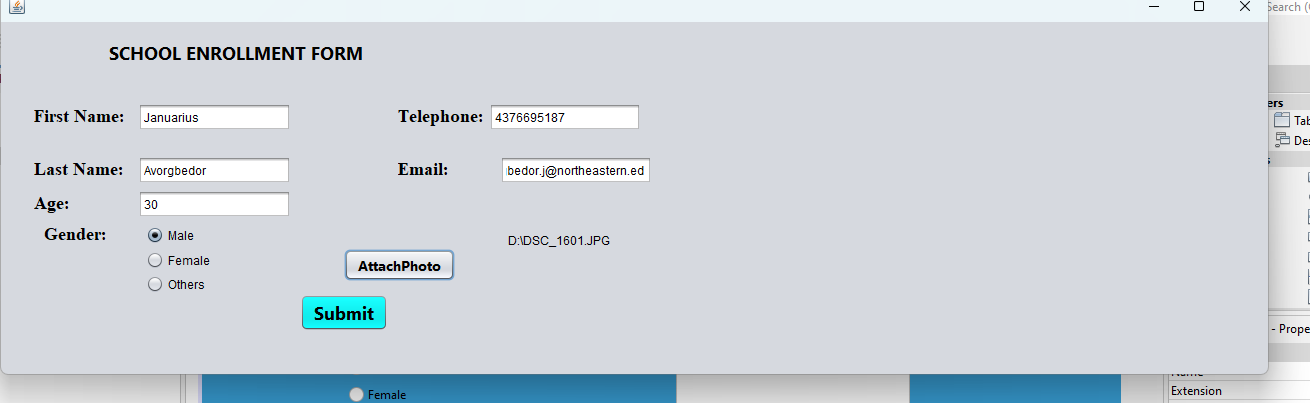 Search (
SCHOOL ENROLLMENT FORM
First Name: Januarius Telephone: 4376695187
Last Name: Avorgbedor Email: bedor.j@northeastern.ed
Age: 30
Gender: Male
D:\DSC_1601.JPG
Female
AttachPhoto
Others
Submit
ers
Tab
Des
s
- Prope
Name
Extension
Female